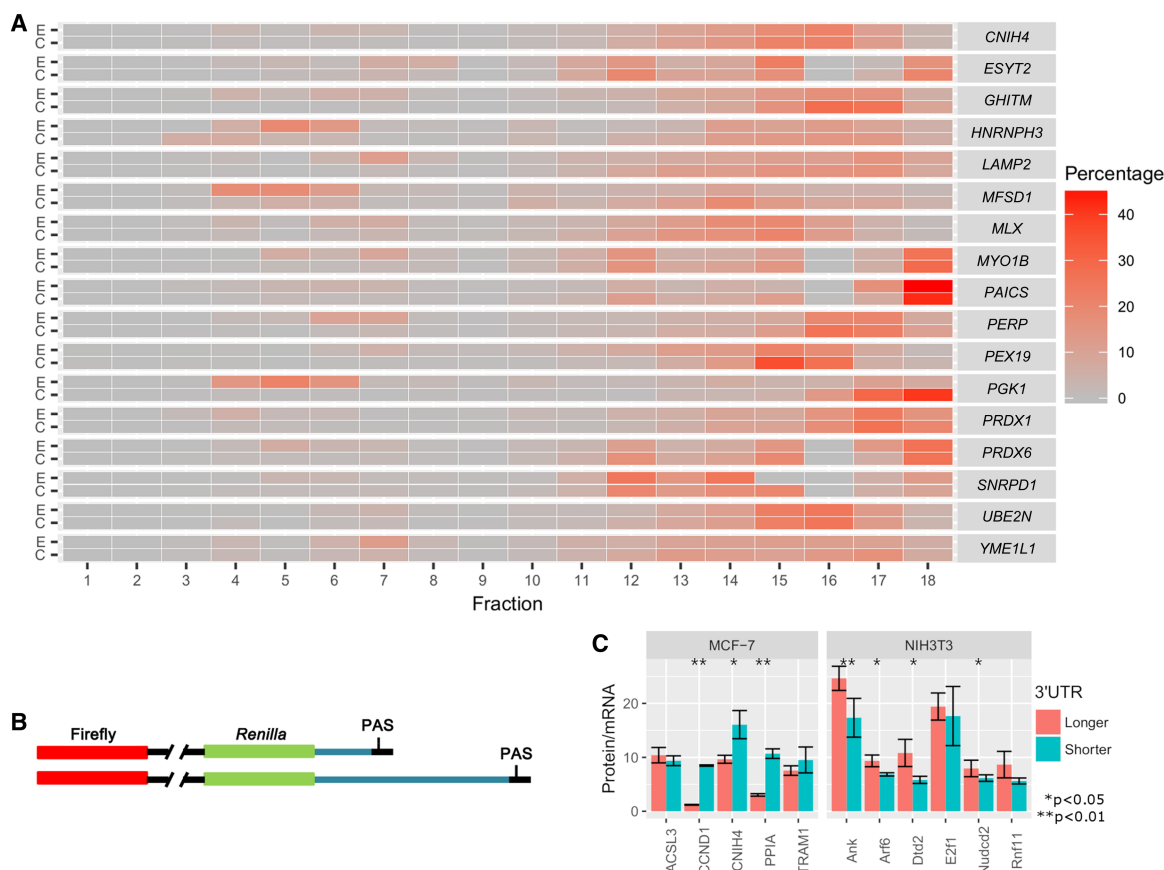 A
E
C
CNIH4
E
C
ESYT2
E
C
GHITM
E
C
HNRNPH3
E
C
LAMP2
E
C
MFSD1
E
C
MLX
E
C
MYO1B
E
C
PAICS
E
C
PERP
E
C
PEX19
E
C
PGK1
E
C
PRDX1
E
C
PRDX6
E
C
SNRPD1
E
C
UBE2N
E
C
YME1L1
1 2 3 4 5 6 7 8 9 10 11 12 13 14 15 16 17 18
Fraction
Percentage
40
30
20
10
0
B
Firefly Renilla PAS
PAS
C
MCF-7 NIH3T3
** * ** ** * * *
Protein/mRNA
20
10
0
ACSL3 CCND1 CNIH4 PPIA TRAM1 Ank Arf6 Dtd2 E2f1 Nudcd2 Rnf11
3'UTR
Longer
Shorter
*p<0.05
**p<0.01